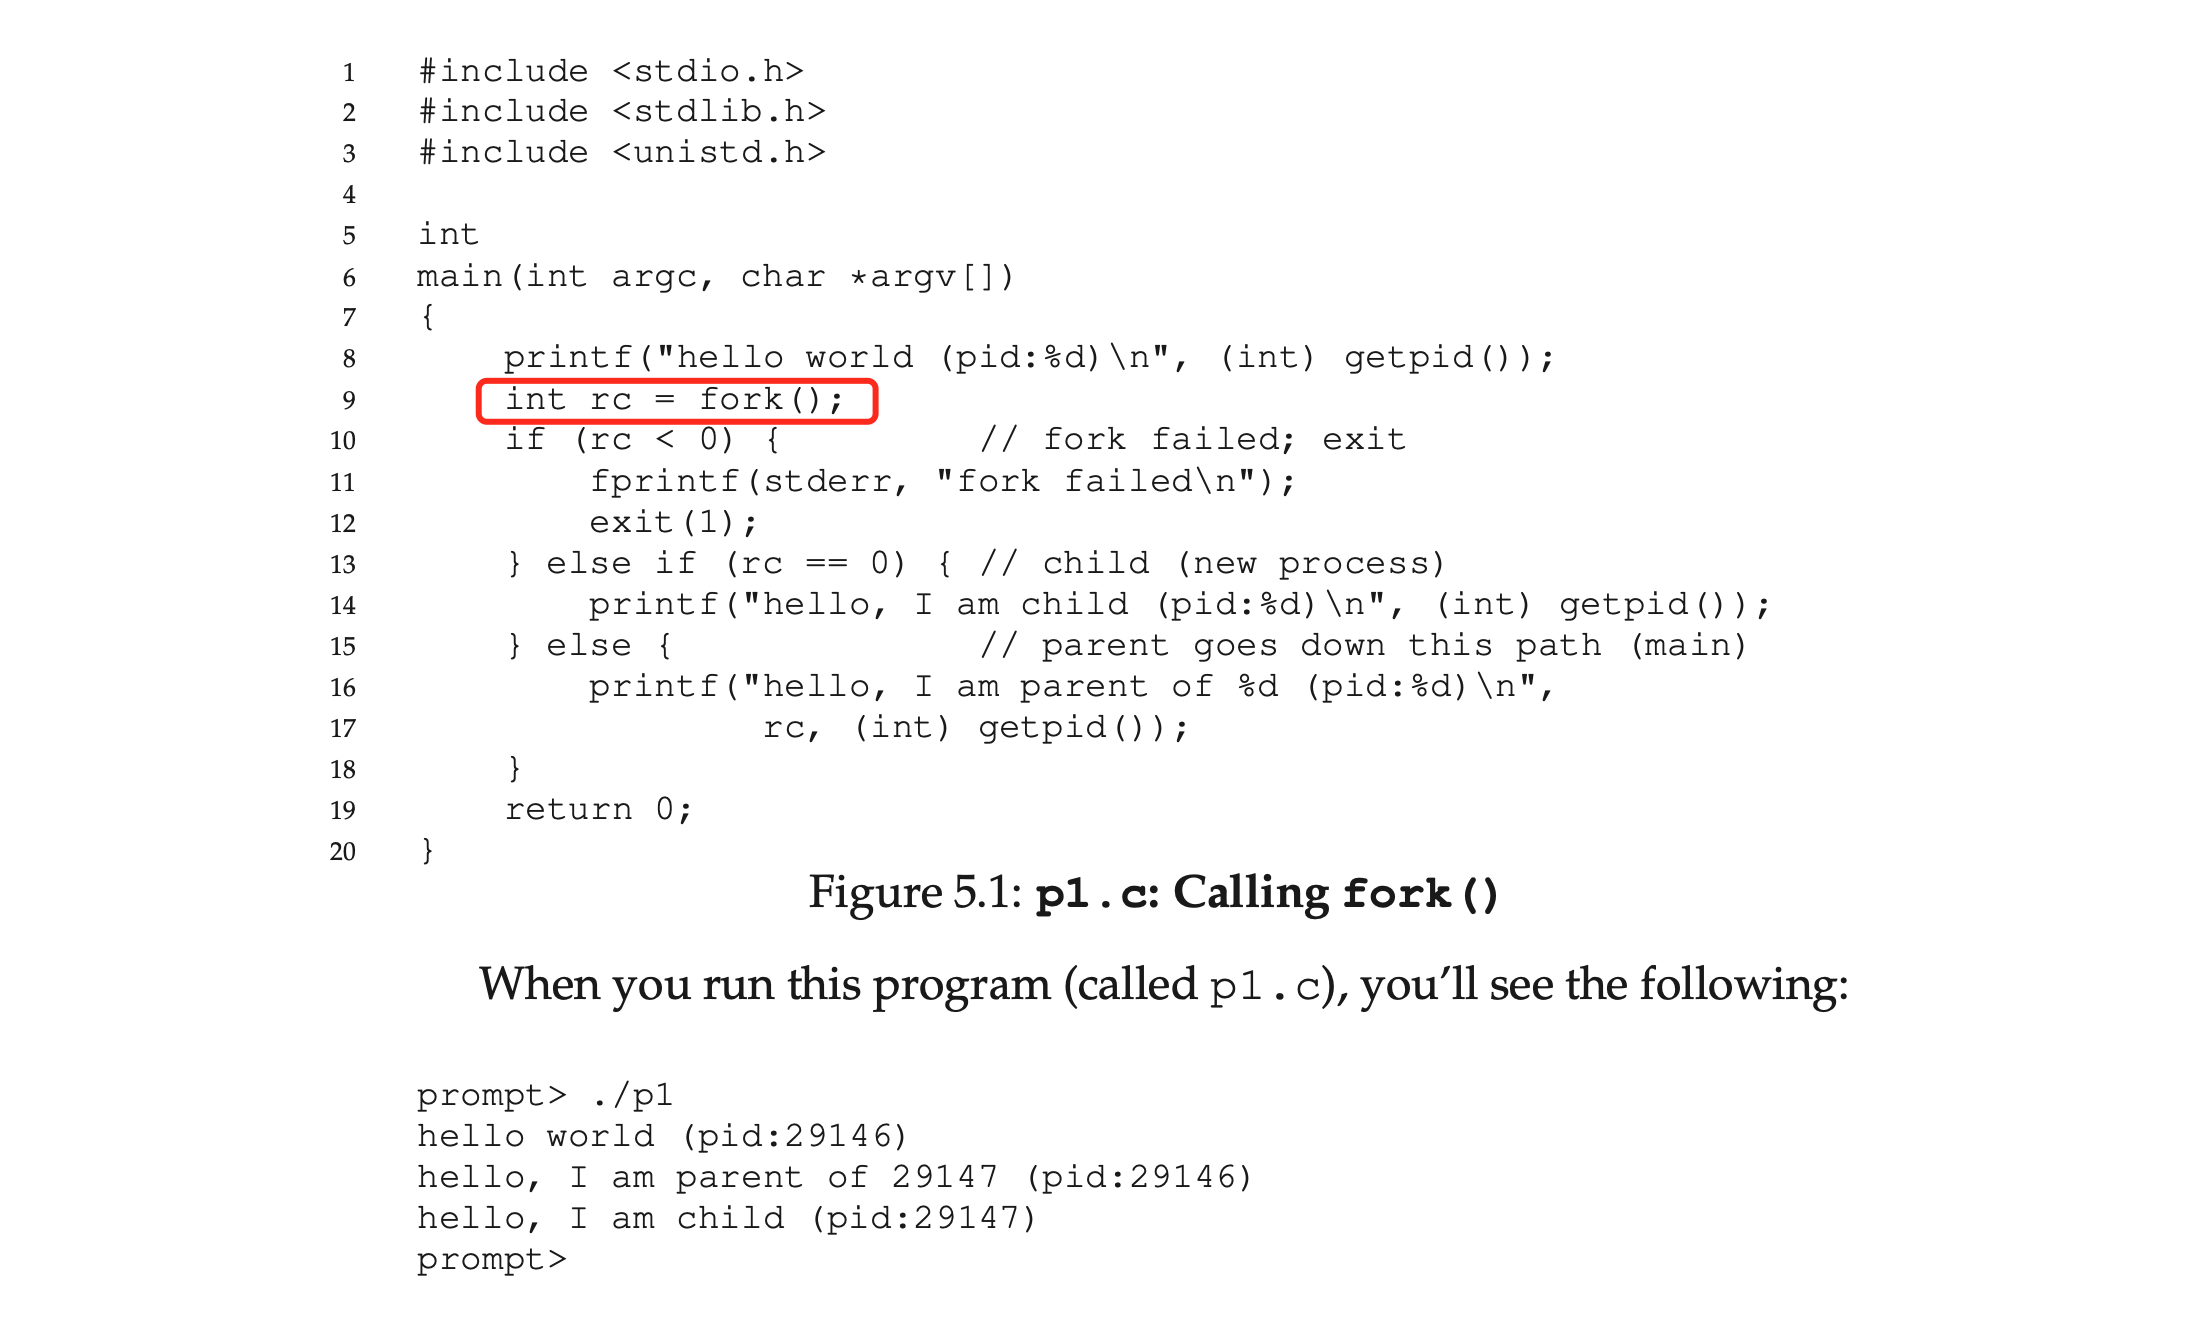 1 #include <stdio.h>
2 #include <stdlib.h>
3 #include <unistd.h>
4
5 int
6 main(int argc, char *argv[])
7 {
8     printf("hello world (pid:%d)\n", (int) getpid());
9     int rc = fork();
10     if (rc < 0) {         // fork failed; exit
11         fprintf(stderr, "fork failed\n");
12         exit(1);
13     } else if (rc == 0) { // child (new process)
14         printf("hello, I am child (pid:%d)\n", (int) getpid());
15     } else {              // parent goes down this path (main)
16         printf("hello, I am parent of %d (pid:%d)\n",
17                 rc, (int) getpid());
18     }
19     return 0;
20 }
Figure 5.1: p1.c: Calling fork()
When you run this program (called p1.c), you’ll see the following:
prompt> ./p1
hello world (pid:29146)
hello, I am parent of 29147 (pid:29146)
hello, I am child (pid:29147)
prompt>